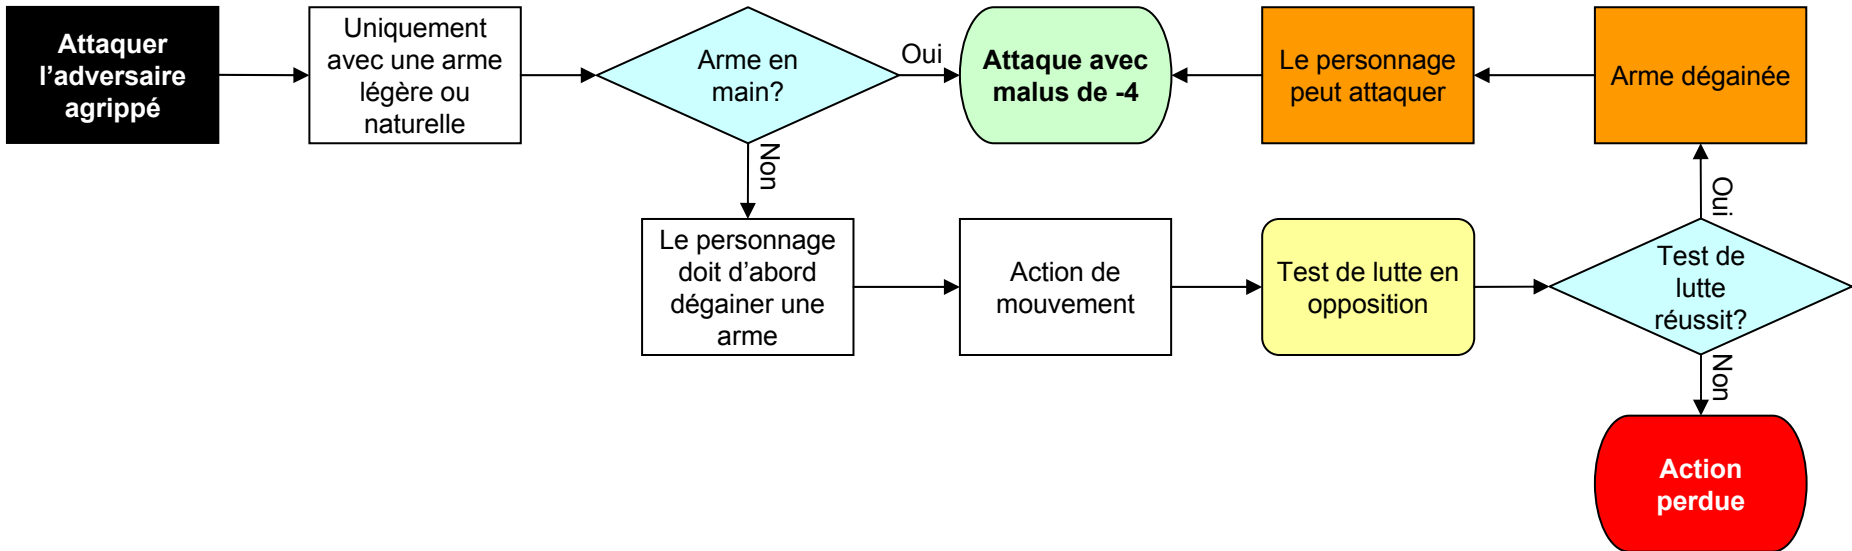 Attaquer
l’adversaire
agrippé
Uniquement
avec une arme
légère ou
naturelle
Arme en
main?
Oui
Attaque avec
malus de -4
Le personnage
peut attaquer
Arme dégainée
Non
Oui
Le personnage
doit d’abord
dégainer une
arme
Action de
mouvement
Test de lutte en
opposition
Test de
lutte
réussit?
Non
Action
perdue